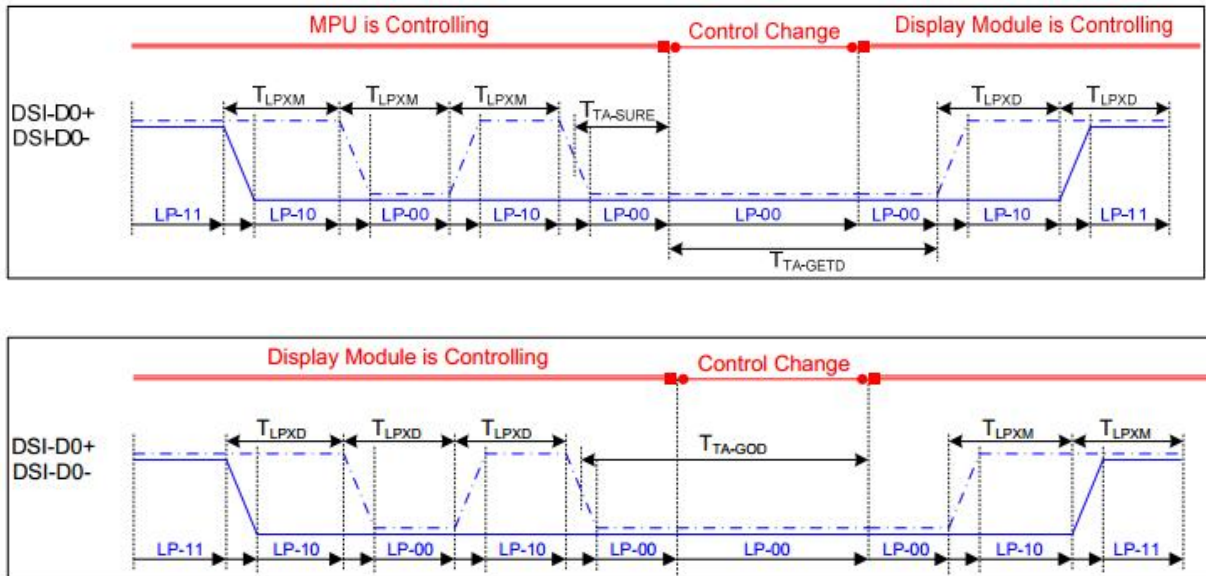 MPU is Controlling Control Change Display Module is Controlling
TLPXM TLPXM TLPXM TTA-SURE TLPXD TLPXD
DSI-D0+
DSI-D0-
LP-11 LP-10 LP-00 LP-10 LP-00 LP-00 LP-00 LP-10 LP-11
TTA-GETD
Display Module is Controlling Control Change
TLPXD TLPXD TLPXD TTA-GOD TLPXM TLPXM
DSI-D0+
DSI-D0-
LP-11 LP-10 LP-00 LP-10 LP-00 LP-00 LP-00 LP-10 LP-11